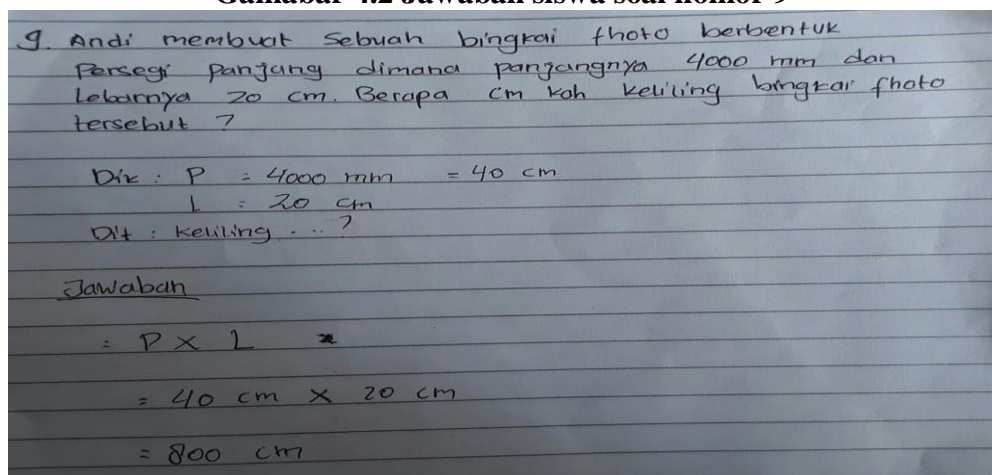 Gambar 4.2 Jawaban siswa soal nomor 9
9. Andi membuat sebuah bingkai fhoto berbentuk
Persegi panjang dimana panjangnya 4000 mm dan
Lebarnya 20 cm. Berapa cm kah keliling bingkai fhoto
tersebut ?
Dik : P = 4000 mm = 40 cm
L = 20 cm
Dit : Keliling ... ?
Jawaban
= P X L
= 40 cm X 20 cm
= 800 cm